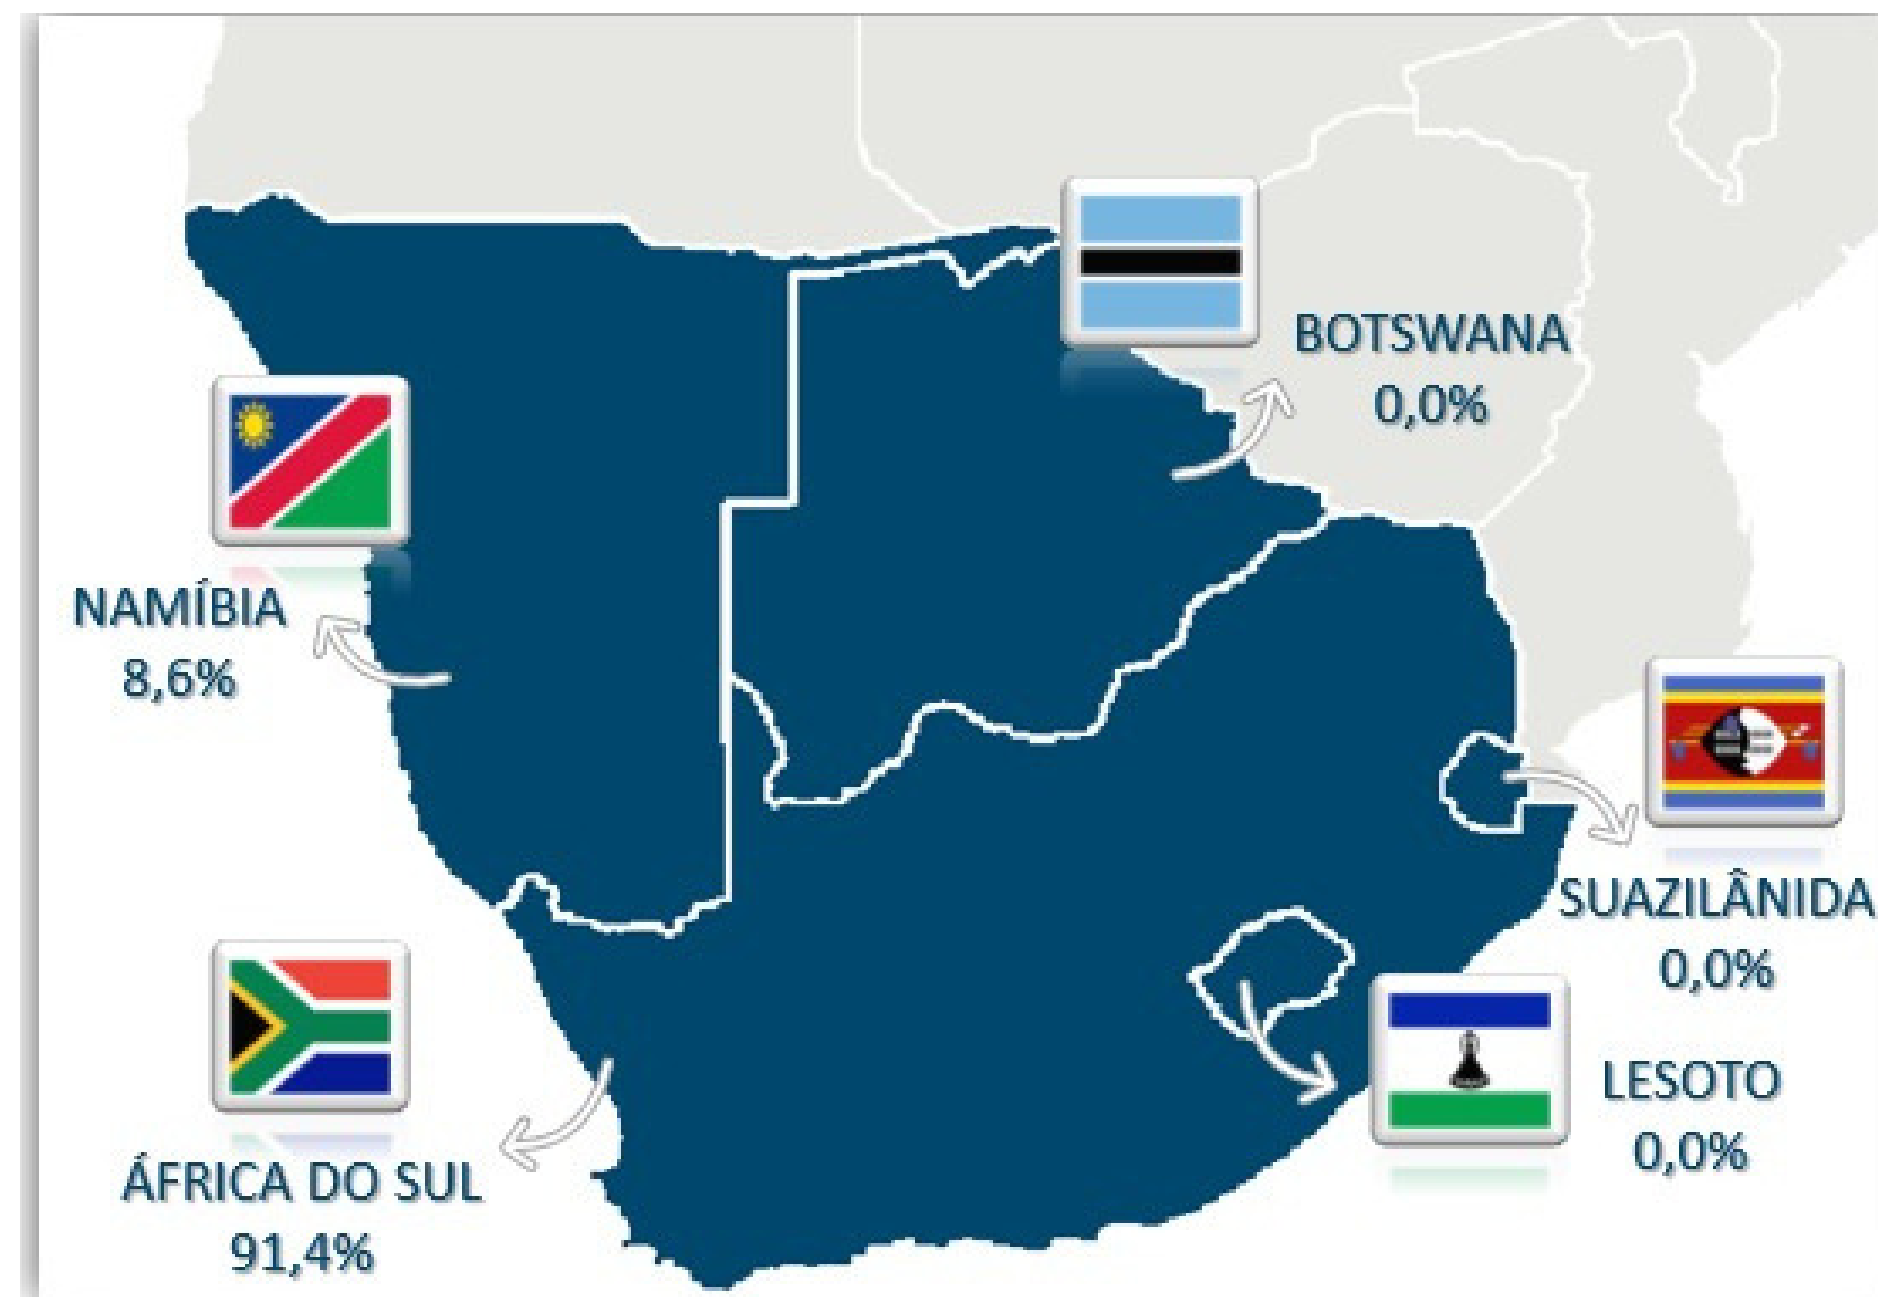 BOTSWANA
0,0%
NAMÍBIA
8,6%
SUAZILÂNIDA
0,0%
LESOTO
0,0%
ÁFRICA DO SUL
91,4%